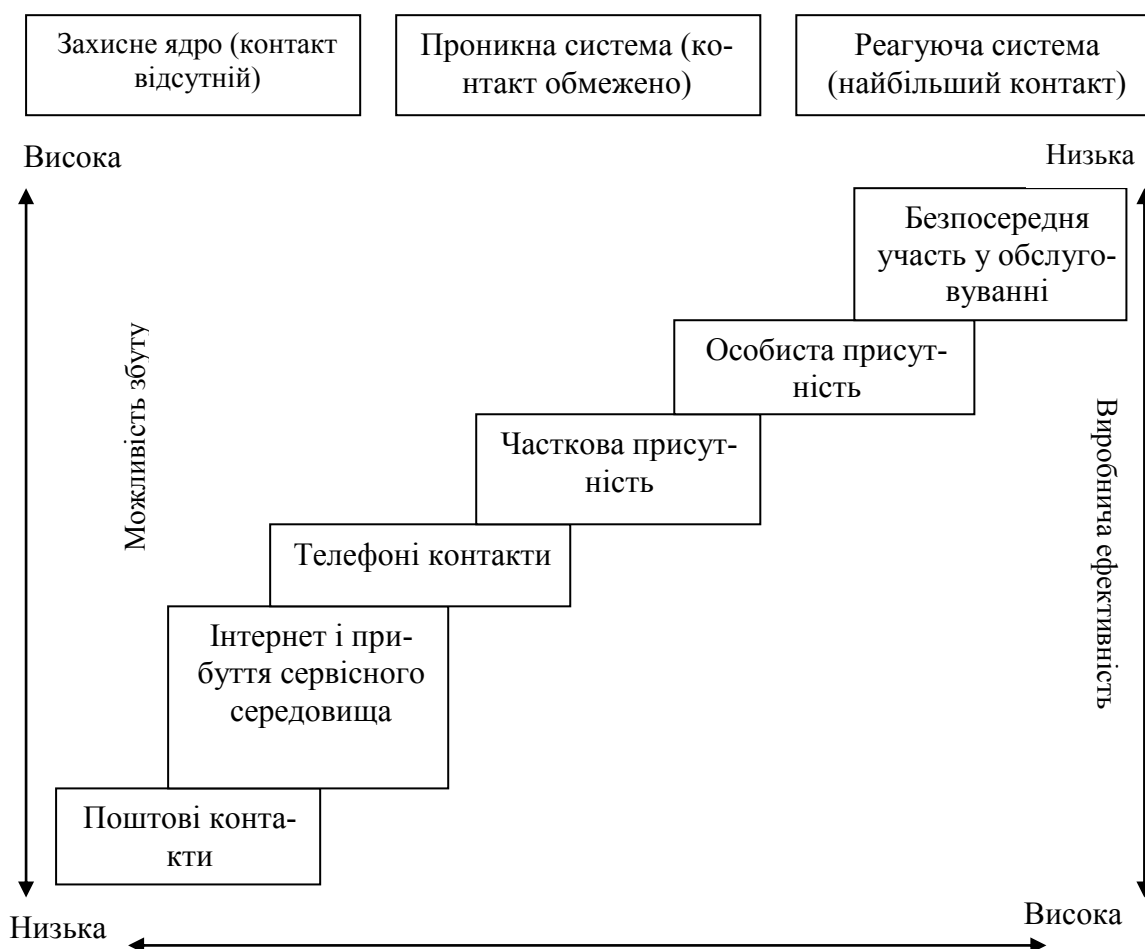 Захисне ядро (контакт
відсутній)
Проникна система (ко-
нтакт обмежено)
Реагуюча система
(найбільший контакт)
Висока
Низька
Безпосередня
участь у обслуго-
вуванні
Особиста присут-
ність
Часткова присут-
ність
Телефоні контакти
Інтернет і при-
буття сервісного
середовища
Поштові конта-
кти
Можливість збуту
Виробнича ефективність
Низька
Висока